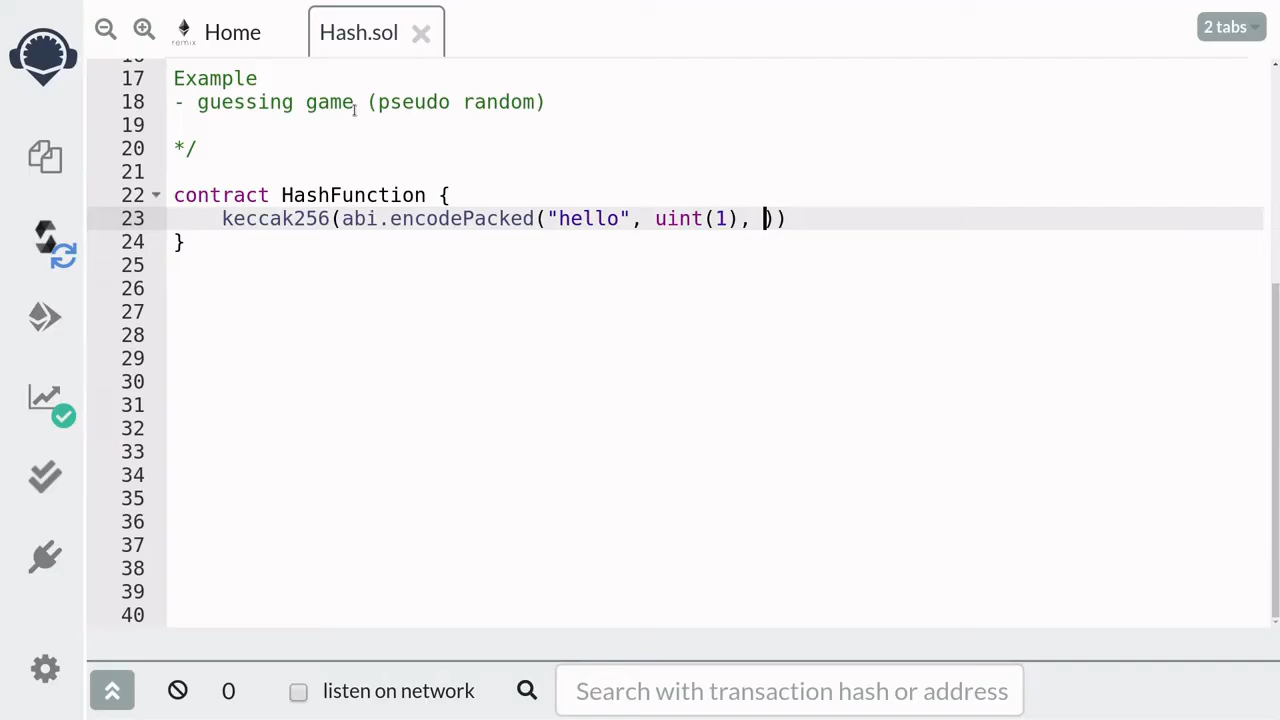 remix
Home
Hash.sol
2 tabs
16
17 Example
18 - guessing game (pseudo random)
19
20 */
21
22 contract HashFunction {
23 keccak256(abi.encodePacked("hello", uint(1), ))
24 }
25
26
27
28
29
30
31
32
33
34
35
36
37
38
39
40
0
listen on network
Search with transaction hash or address